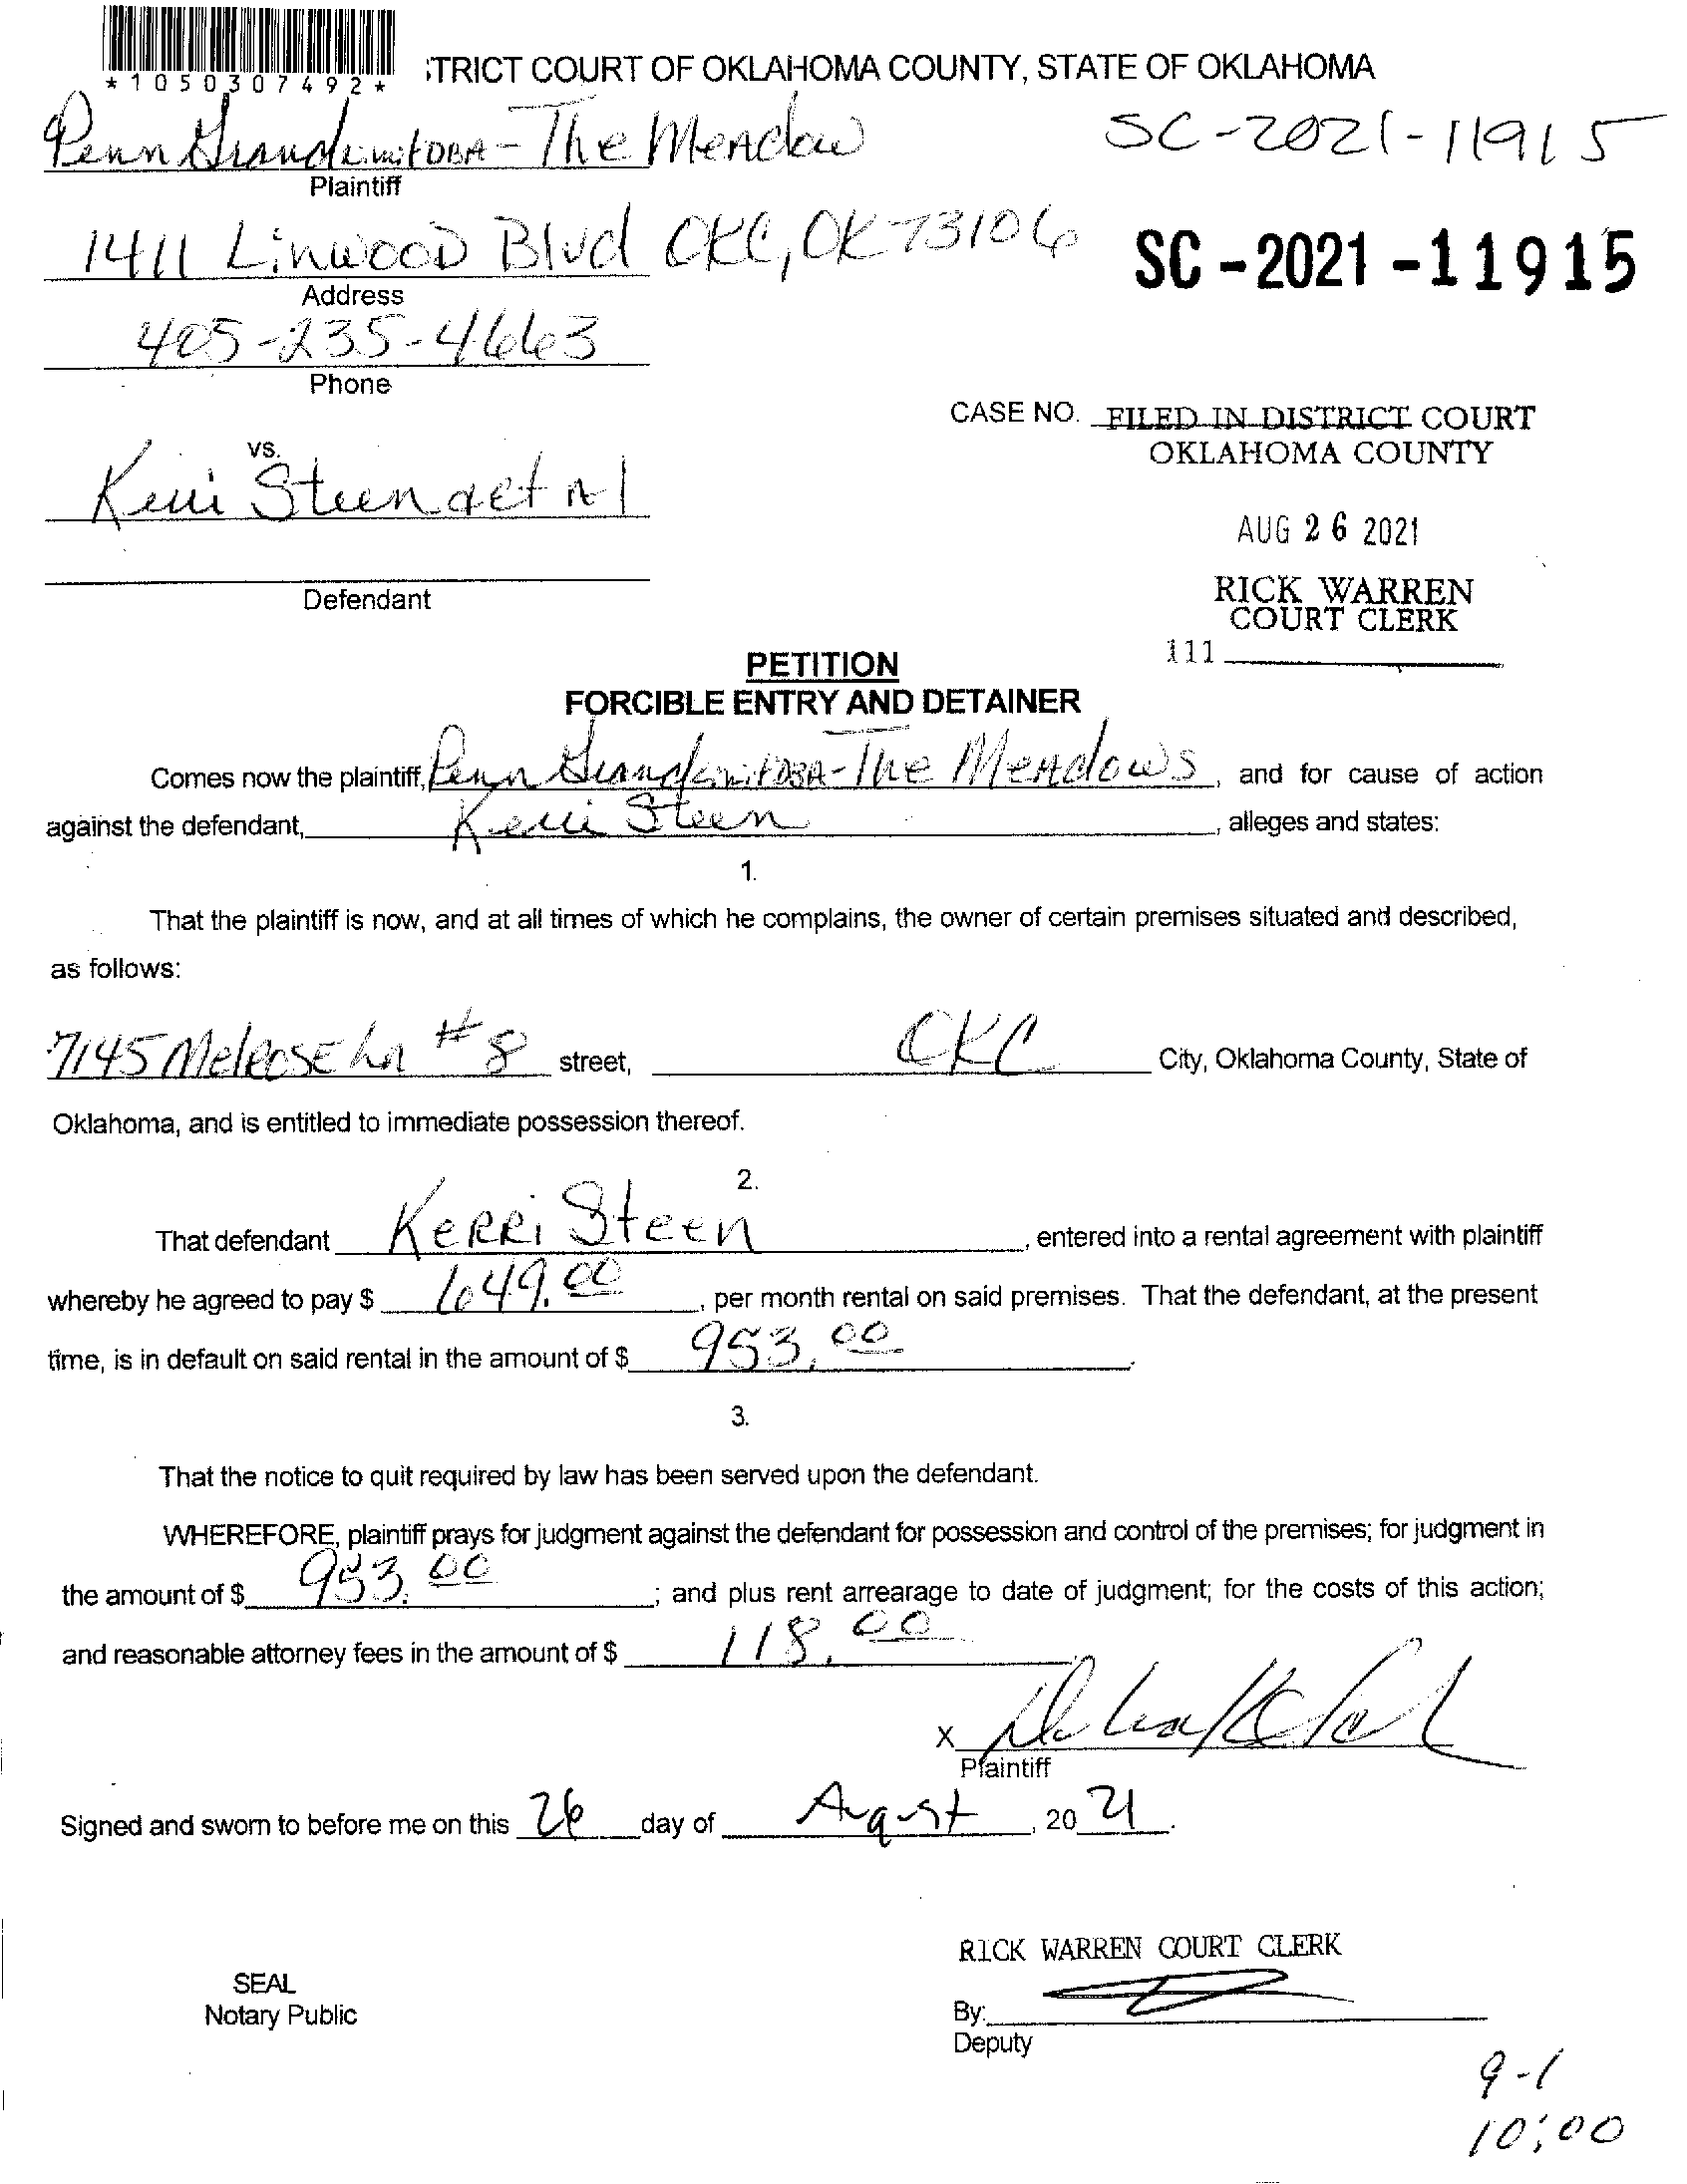 *1050307492*
TRICT COURT OF OKLAHOMA COUNTY, STATE OF OKLAHOMA
Penn DBA - The Meadow
SC-2021-11915
Plaintiff
1411 Linwood Blvd OKC, OK 73106
SC-2021-11915
Address
405-235-4663
Phone
CASE NO. FILED IN DISTRICT COURT
OKLAHOMA COUNTY
vs.
Kerri Steen aet al
AUG 26 2021
Defendant
RICK WARREN
COURT CLERK
111
PETITION
FORCIBLE ENTRY AND DETAINER
Comes now the plaintiff, Penn DBA-The Meadows, and for cause of action
against the defendant, Kerri Steen, alleges and states:
1.
That the plaintiff is now, and at all times of which he complains, the owner of certain premises situated and described,
as follows:
7145 Melrose Ln #8 street, OKC City, Oklahoma County, State of
Oklahoma, and is entitled to immediate possession thereof.
2.
That defendant Kerri Steen, entered into a rental agreement with plaintiff
whereby he agreed to pay $ 649.00, per month rental on said premises. That the defendant, at the present
time, is in default on said rental in the amount of $ 953.00.
3.
That the notice to quit required by law has been served upon the defendant.
WHEREFORE, plaintiff prays for judgment against the defendant for possession and control of the premises; for judgment in
the amount of $ 953.00; and plus rent arrearage to date of judgment; for the costs of this action;
and reasonable attorney fees in the amount of $ 118.00
X
Plaintiff
Signed and sworn to before me on this 26 day of August, 20 21.
RICK WARREN COURT CLERK
SEAL
Notary Public
By:
Deputy
9-1
10:00